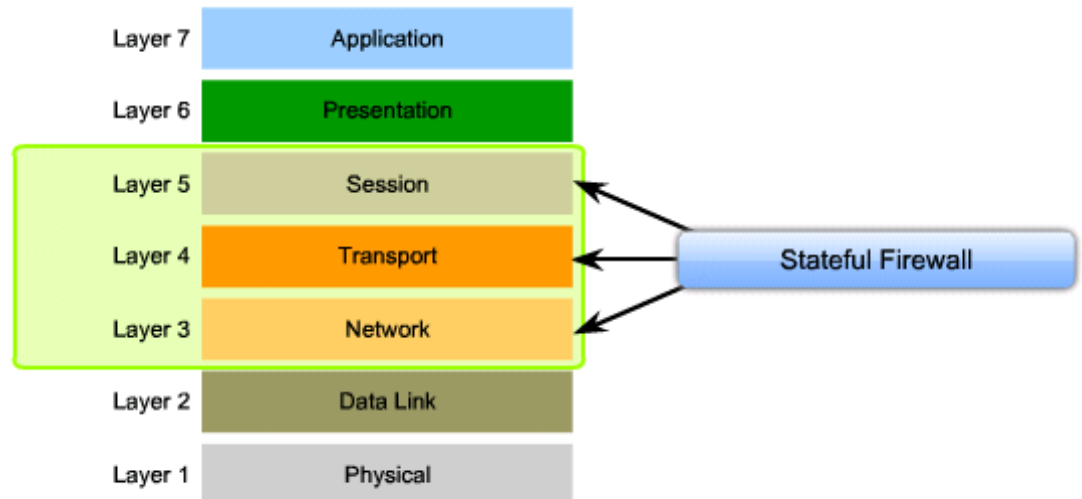 Layer 7 Application
Layer 6 Presentation
Layer 5 Session
Layer 4 Transport Stateful Firewall
Layer 3 Network
Layer 2 Data Link
Layer 1 Physical